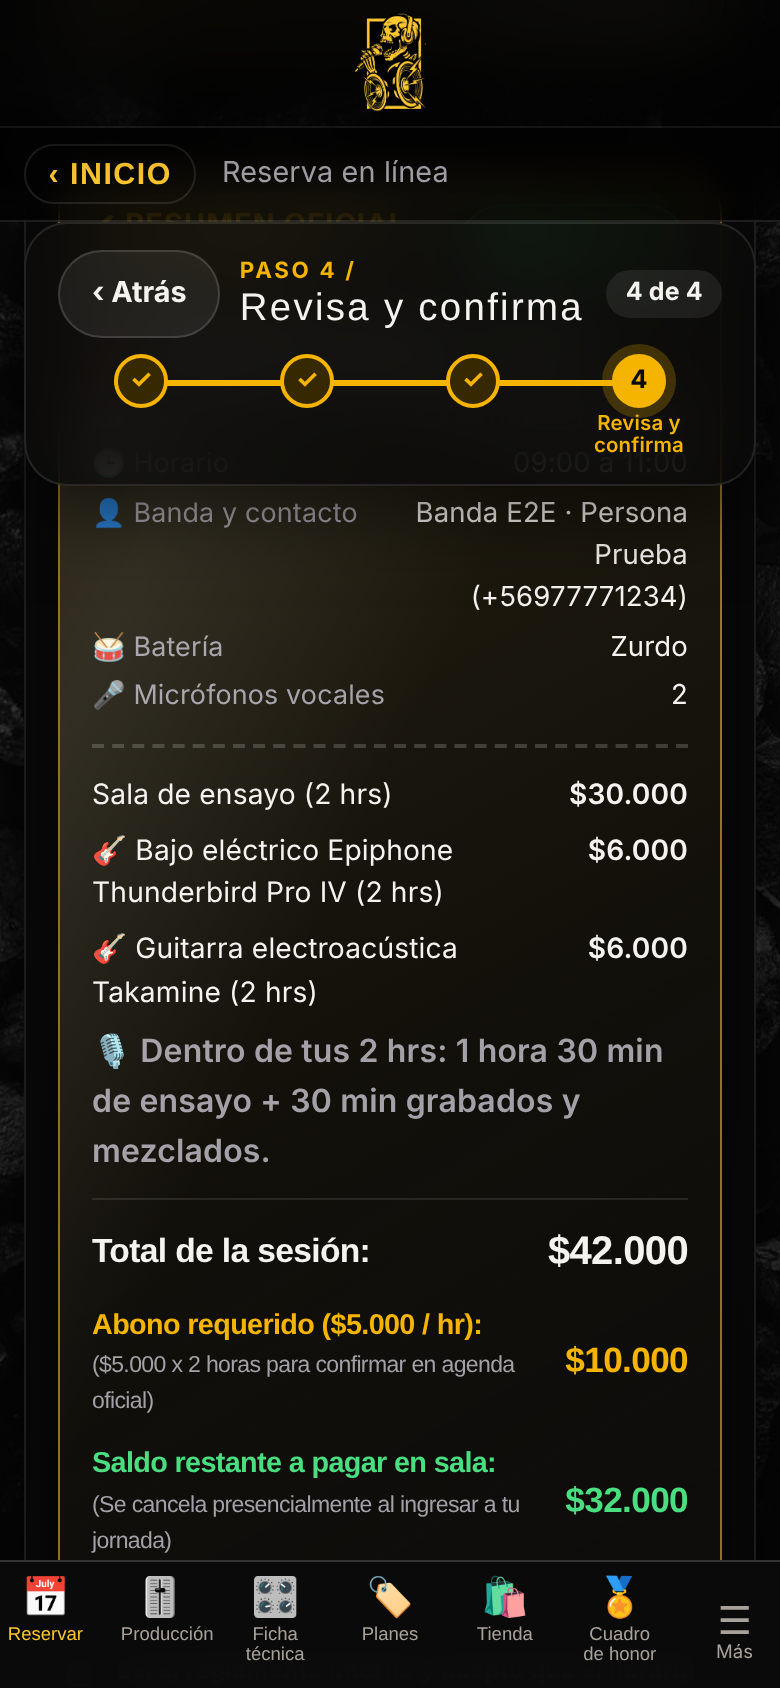 ‹ INICIO
Reserva en línea
RESUMEN OFICIAL
‹ Atrás
PASO 4 /
Revisa y confirma
4 de 4
4
Revisa y
confirma
Horario 09:00 a 11:00
Banda y contacto Banda E2E · Persona
Prueba
(+56977771234)
Batería Zurdo
Micrófonos vocales 2
Sala de ensayo (2 hrs) $30.000
Bajo eléctrico Epiphone $6.000
Thunderbird Pro IV (2 hrs)
Guitarra electroacústica $6.000
Takamine (2 hrs)
Dentro de tus 2 hrs: 1 hora 30 min
de ensayo + 30 min grabados y
mezclados.
Total de la sesión: $42.000
Abono requerido ($5.000 / hr):
($5.000 x 2 horas para confirmar en agenda
oficial)
$10.000
Saldo restante a pagar en sala:
(Se cancela presencialmente al ingresar a tu
jornada)
$32.000
July
17
Reservar
Producción
Ficha
técnica
Planes
Tienda
Cuadro
de honor
Más